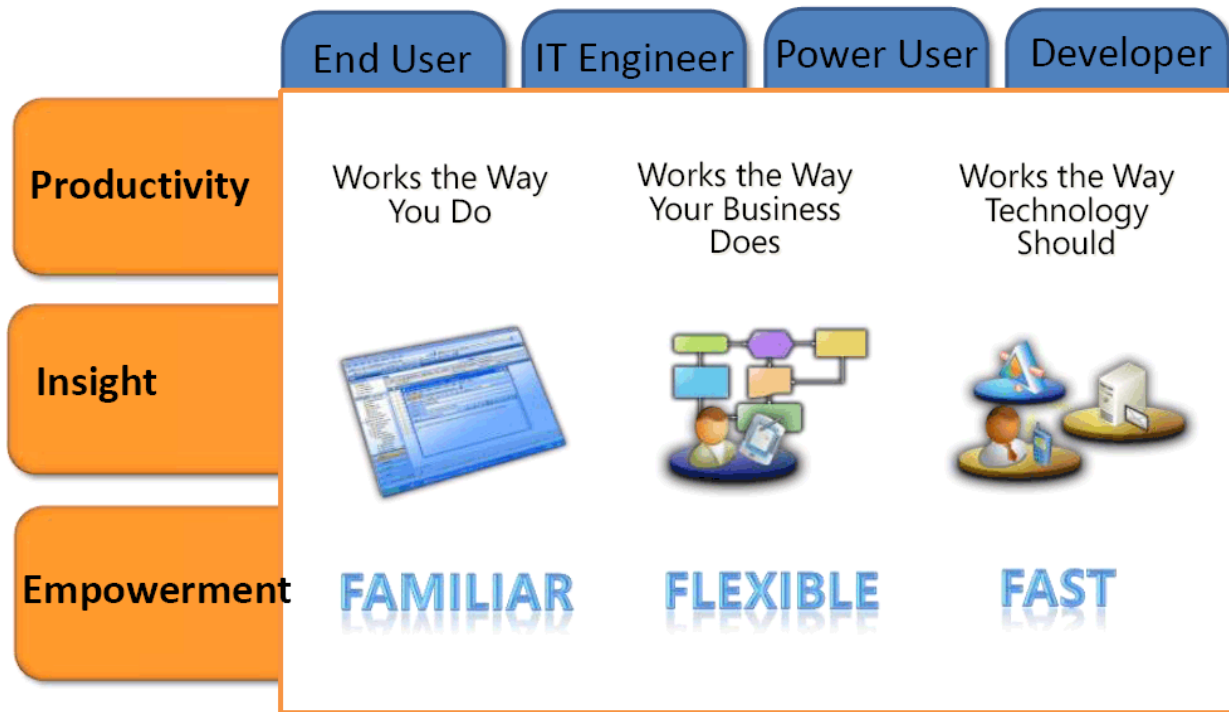 End User
IT Engineer
Power User
Developer
Productivity
Works the Way
You Do
Works the Way
Your Business
Does
Works the Way
Technology
Should
Insight
Empowerment
FAMILIAR
FLEXIBLE
FAST